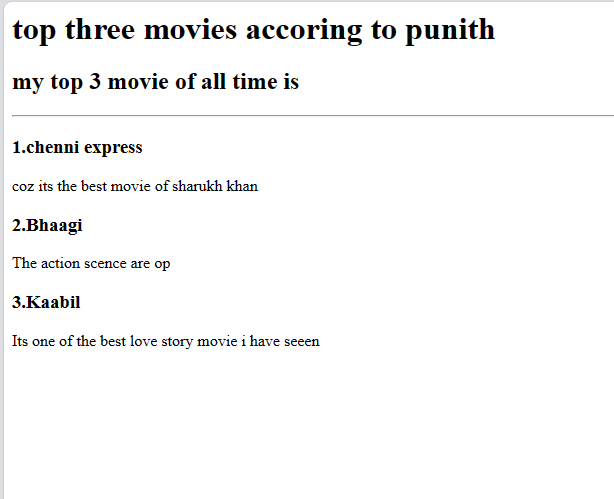 top three movies accoring to punith
my top 3 movie of all time is
1.chenni express
coz its the best movie of sharukh khan
2.Bhaagi
The action scence are op
3.Kaabil
Its one of the best love story movie i have seeen